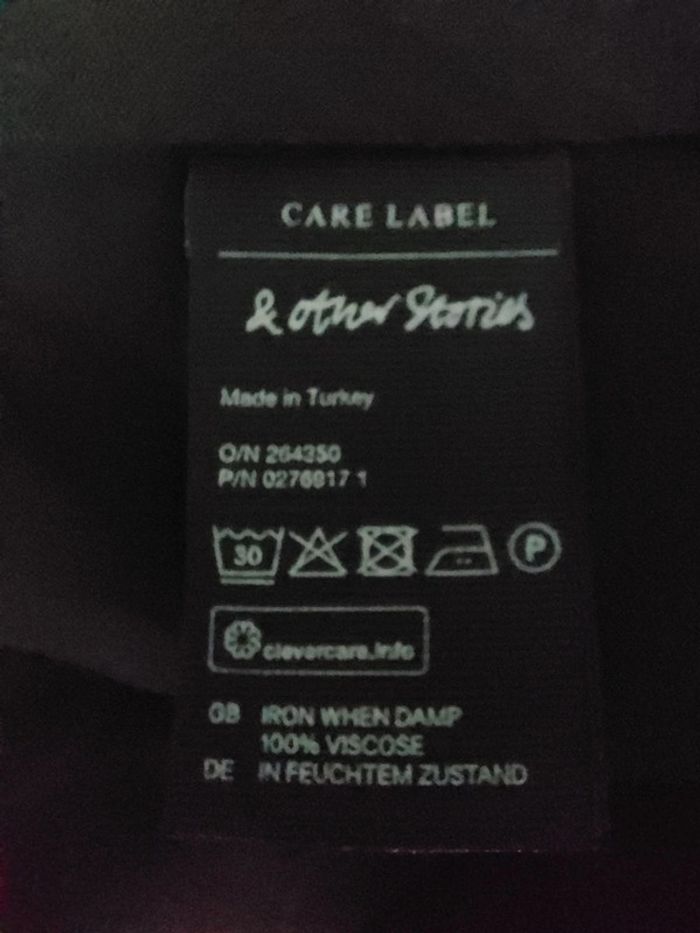 CARE LABEL
& other Stories
Made in Turkey
O/N 264350
P/N 0276817 1
30 P
clevercare.info
GB IRON WHEN DAMP
100% VISCOSE
DE IN FEUCHTEM ZUSTAND